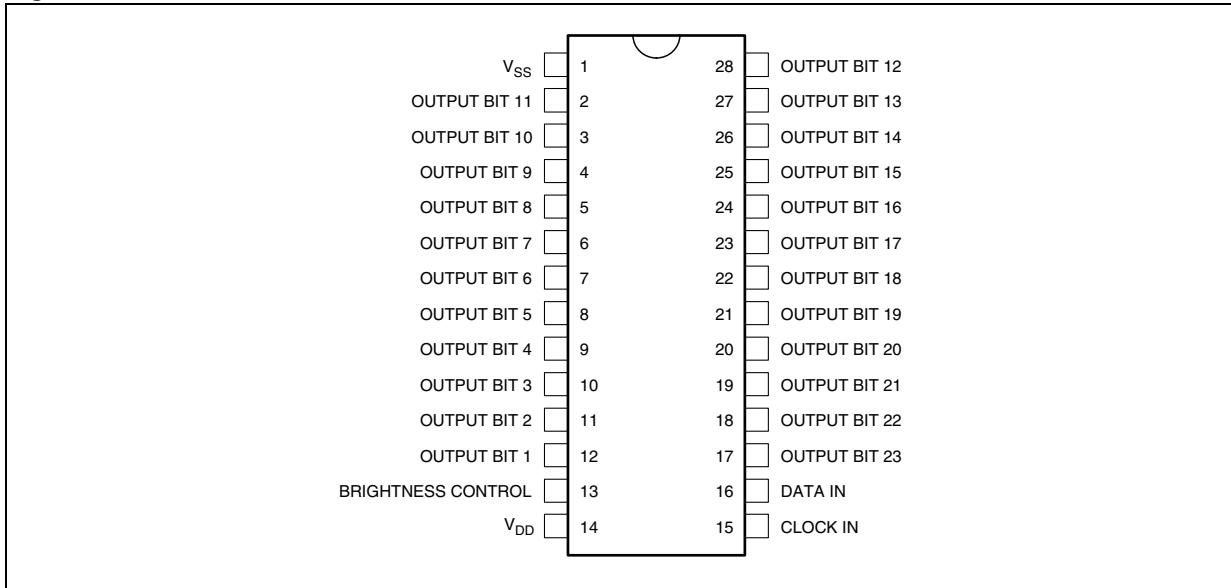 V_SS 1 28 OUTPUT BIT 12
OUTPUT BIT 11 2 27 OUTPUT BIT 13
OUTPUT BIT 10 3 26 OUTPUT BIT 14
OUTPUT BIT 9 4 25 OUTPUT BIT 15
OUTPUT BIT 8 5 24 OUTPUT BIT 16
OUTPUT BIT 7 6 23 OUTPUT BIT 17
OUTPUT BIT 6 7 22 OUTPUT BIT 18
OUTPUT BIT 5 8 21 OUTPUT BIT 19
OUTPUT BIT 4 9 20 OUTPUT BIT 20
OUTPUT BIT 3 10 19 OUTPUT BIT 21
OUTPUT BIT 2 11 18 OUTPUT BIT 22
OUTPUT BIT 1 12 17 OUTPUT BIT 23
BRIGHTNESS CONTROL 13 16 DATA IN
V_DD 14 15 CLOCK IN